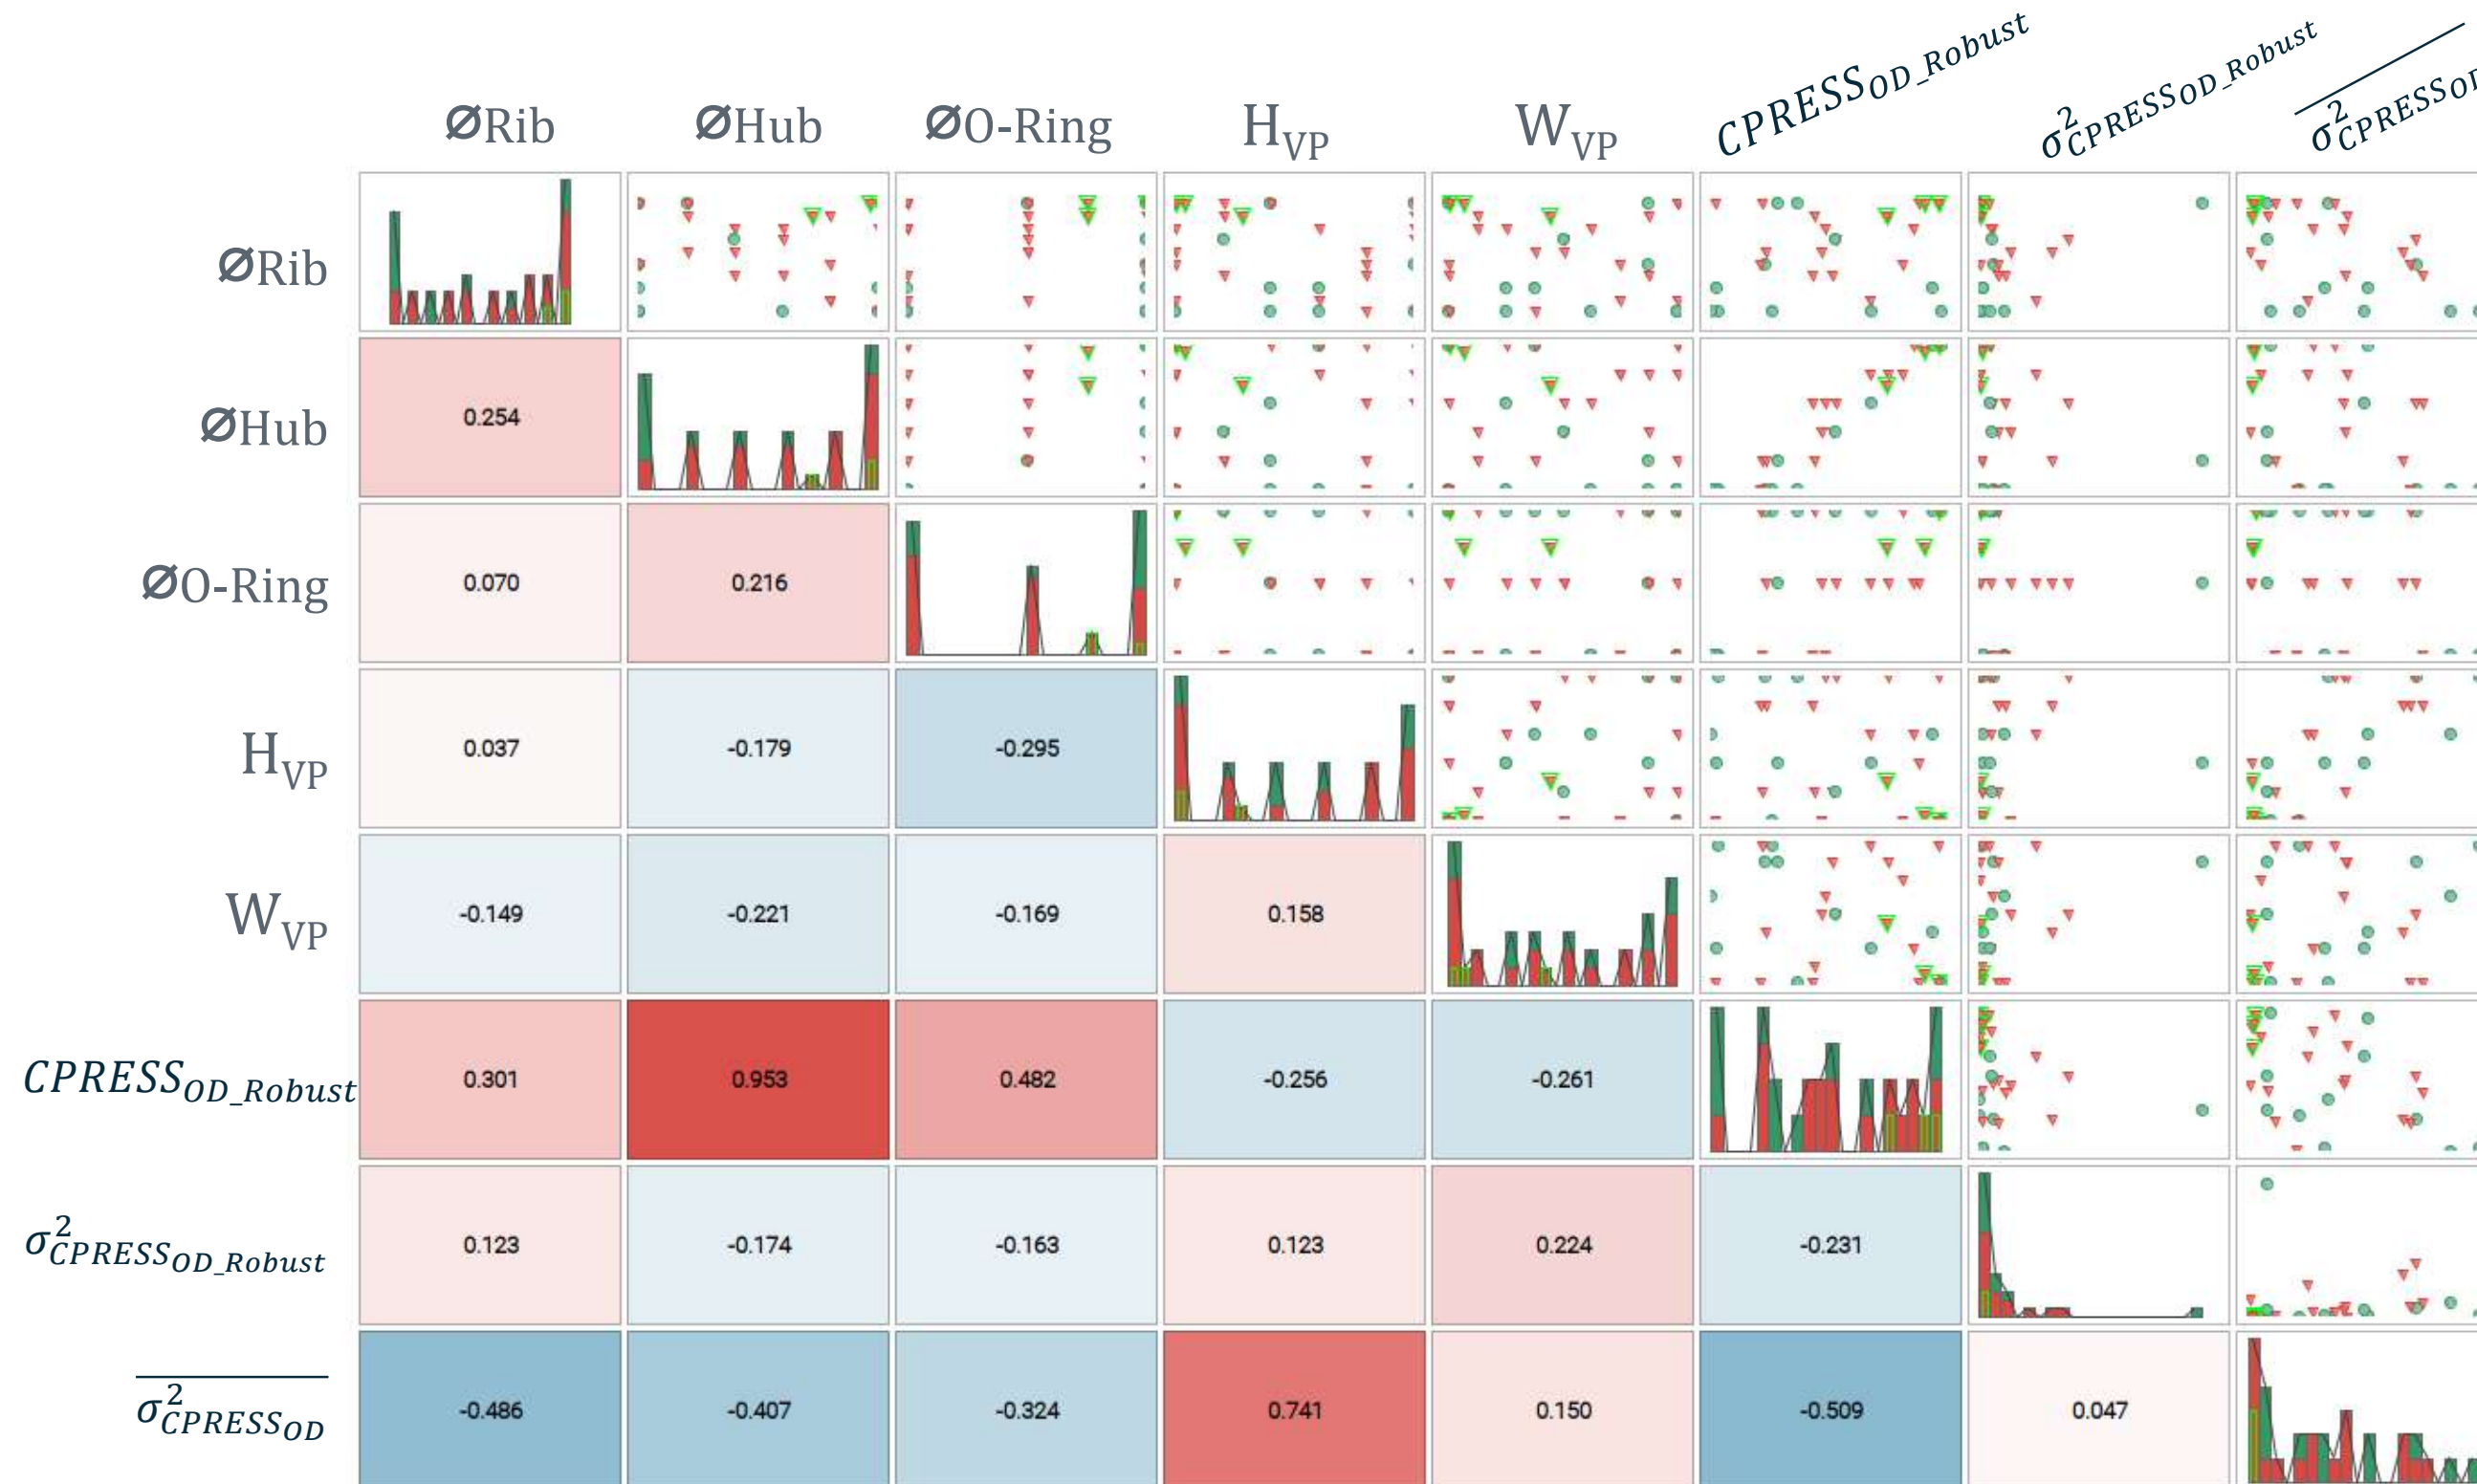 ØRib ØHub ØO-Ring H_VP W_VP CPRESS_OD_Robust σ²_CPRESS_OD_Robust σ²_CPRESS_OD
ØRib
ØHub 0.254
ØO-Ring 0.070 0.216
H_VP 0.037 -0.179 -0.295
W_VP -0.149 -0.221 -0.169 0.158
CPRESS_OD_Robust 0.301 0.953 0.482 -0.256 -0.261
σ²_CPRESS_OD_Robust 0.123 -0.174 -0.163 0.123 0.224 -0.231
σ²_CPRESS_OD -0.486 -0.407 -0.324 0.741 0.150 -0.509 0.047